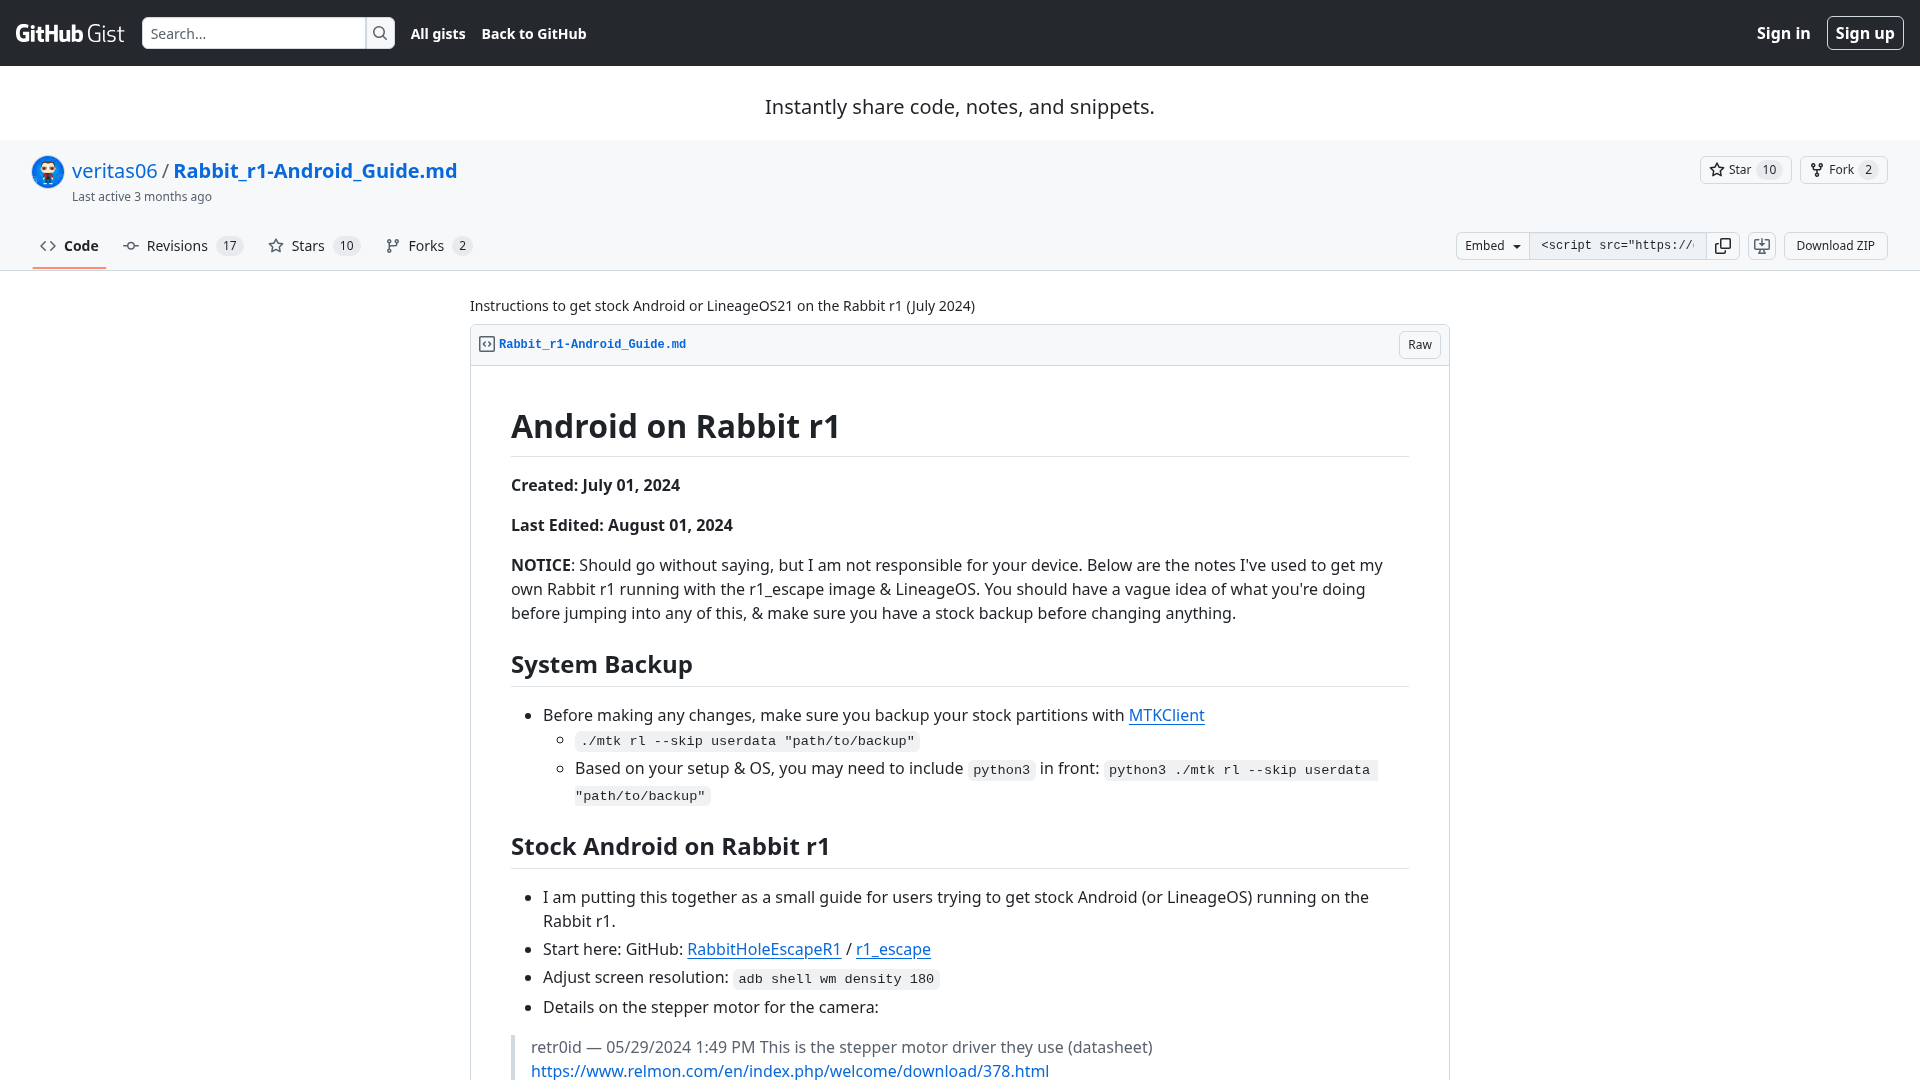 GitHub Gist
Search...
All gists
Back to GitHub
Sign in
Sign up
Instantly share code, notes, and snippets.
veritas06 / Rabbit_r1-Android_Guide.md
Last active 3 months ago
Star 10
Fork 2
Code
Revisions 17
Stars 10
Forks 2
Embed
<script src="https://
Download ZIP
Instructions to get stock Android or LineageOS21 on the Rabbit r1 (July 2024)
Rabbit_r1-Android_Guide.md
Raw
Android on Rabbit r1
Created: July 01, 2024
Last Edited: August 01, 2024
NOTICE: Should go without saying, but I am not responsible for your device. Below are the notes I've used to get my
own Rabbit r1 running with the r1_escape image & LineageOS. You should have a vague idea of what you're doing
before jumping into any of this, & make sure you have a stock backup before changing anything.
System Backup
Before making any changes, make sure you backup your stock partitions with MTKClient
./mtk rl --skip userdata "path/to/backup"
Based on your setup & OS, you may need to include python3 in front: python3 ./mtk rl --skip userdata
"path/to/backup"
Stock Android on Rabbit r1
I am putting this together as a small guide for users trying to get stock Android (or LineageOS) running on the
Rabbit r1.
Start here: GitHub: RabbitHoleEscapeR1 / r1_escape
Adjust screen resolution: adb shell wm density 180
Details on the stepper motor for the camera:
retr0id — 05/29/2024 1:49 PM This is the stepper motor driver they use (datasheet)
https://www.relmon.com/en/index.php/welcome/download/378.html